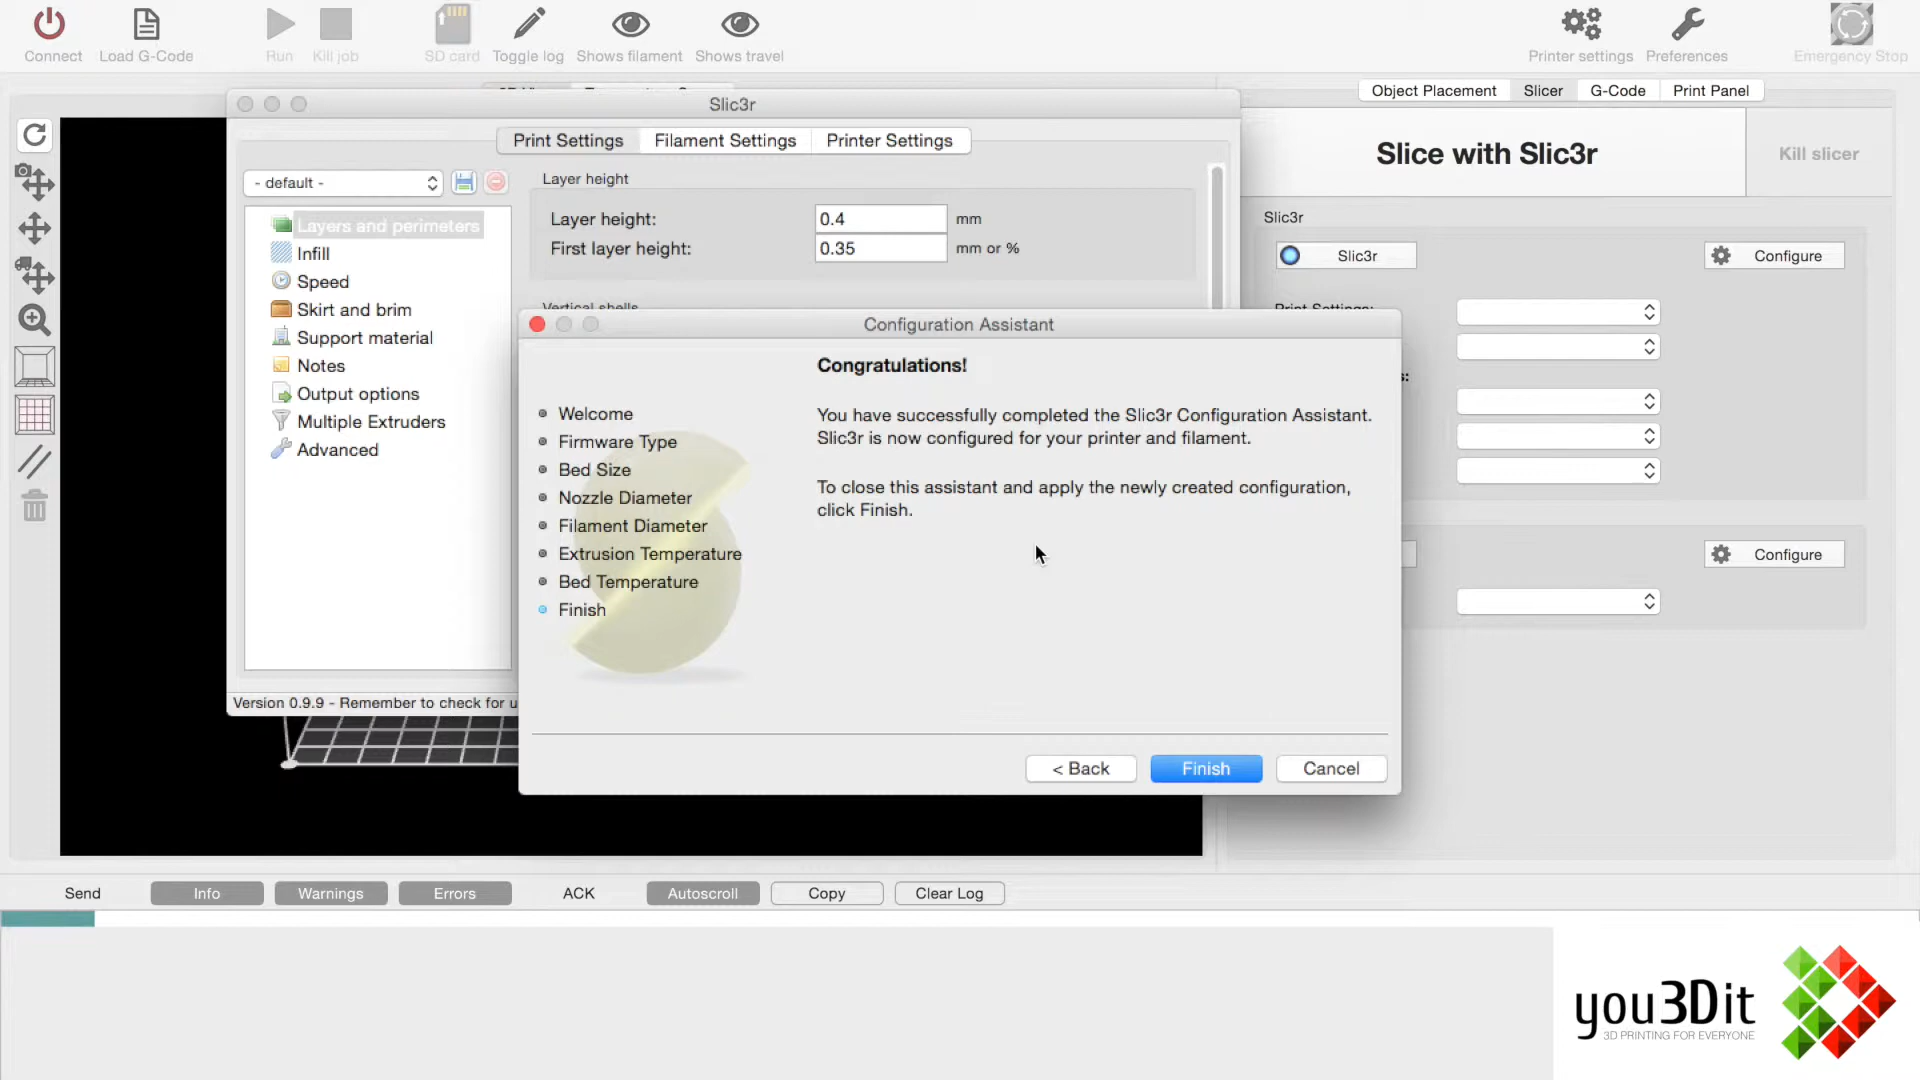 Connect
Load G-Code
Run
Kill job
SD card
Toggle log
Shows filament
Shows travel
Printer settings
Preferences
Emergency Stop
Object Placement
Slicer
G-Code
Print Panel
Slice with Slic3r
Kill slicer
Slic3r
Slic3r
Configure
Print Settings:
s:
Configure
Slic3r
Print Settings
Filament Settings
Printer Settings
- default -
Layers and perimeters
Infill
Speed
Skirt and brim
Support material
Notes
Output options
Multiple Extruders
Advanced
Layer height
Layer height:
0.4
mm
First layer height:
0.35
mm or %
Vertical shells
Version 0.9.9 - Remember to check for u
Configuration Assistant
Welcome
Firmware Type
Bed Size
Nozzle Diameter
Filament Diameter
Extrusion Temperature
Bed Temperature
Finish
Congratulations!
You have successfully completed the Slic3r Configuration Assistant.
Slic3r is now configured for your printer and filament.
To close this assistant and apply the newly created configuration,
click Finish.
< Back
Finish
Cancel
Send
Info
Warnings
Errors
ACK
Autoscroll
Copy
Clear Log
you3Dit
3D PRINTING FOR EVERYONE